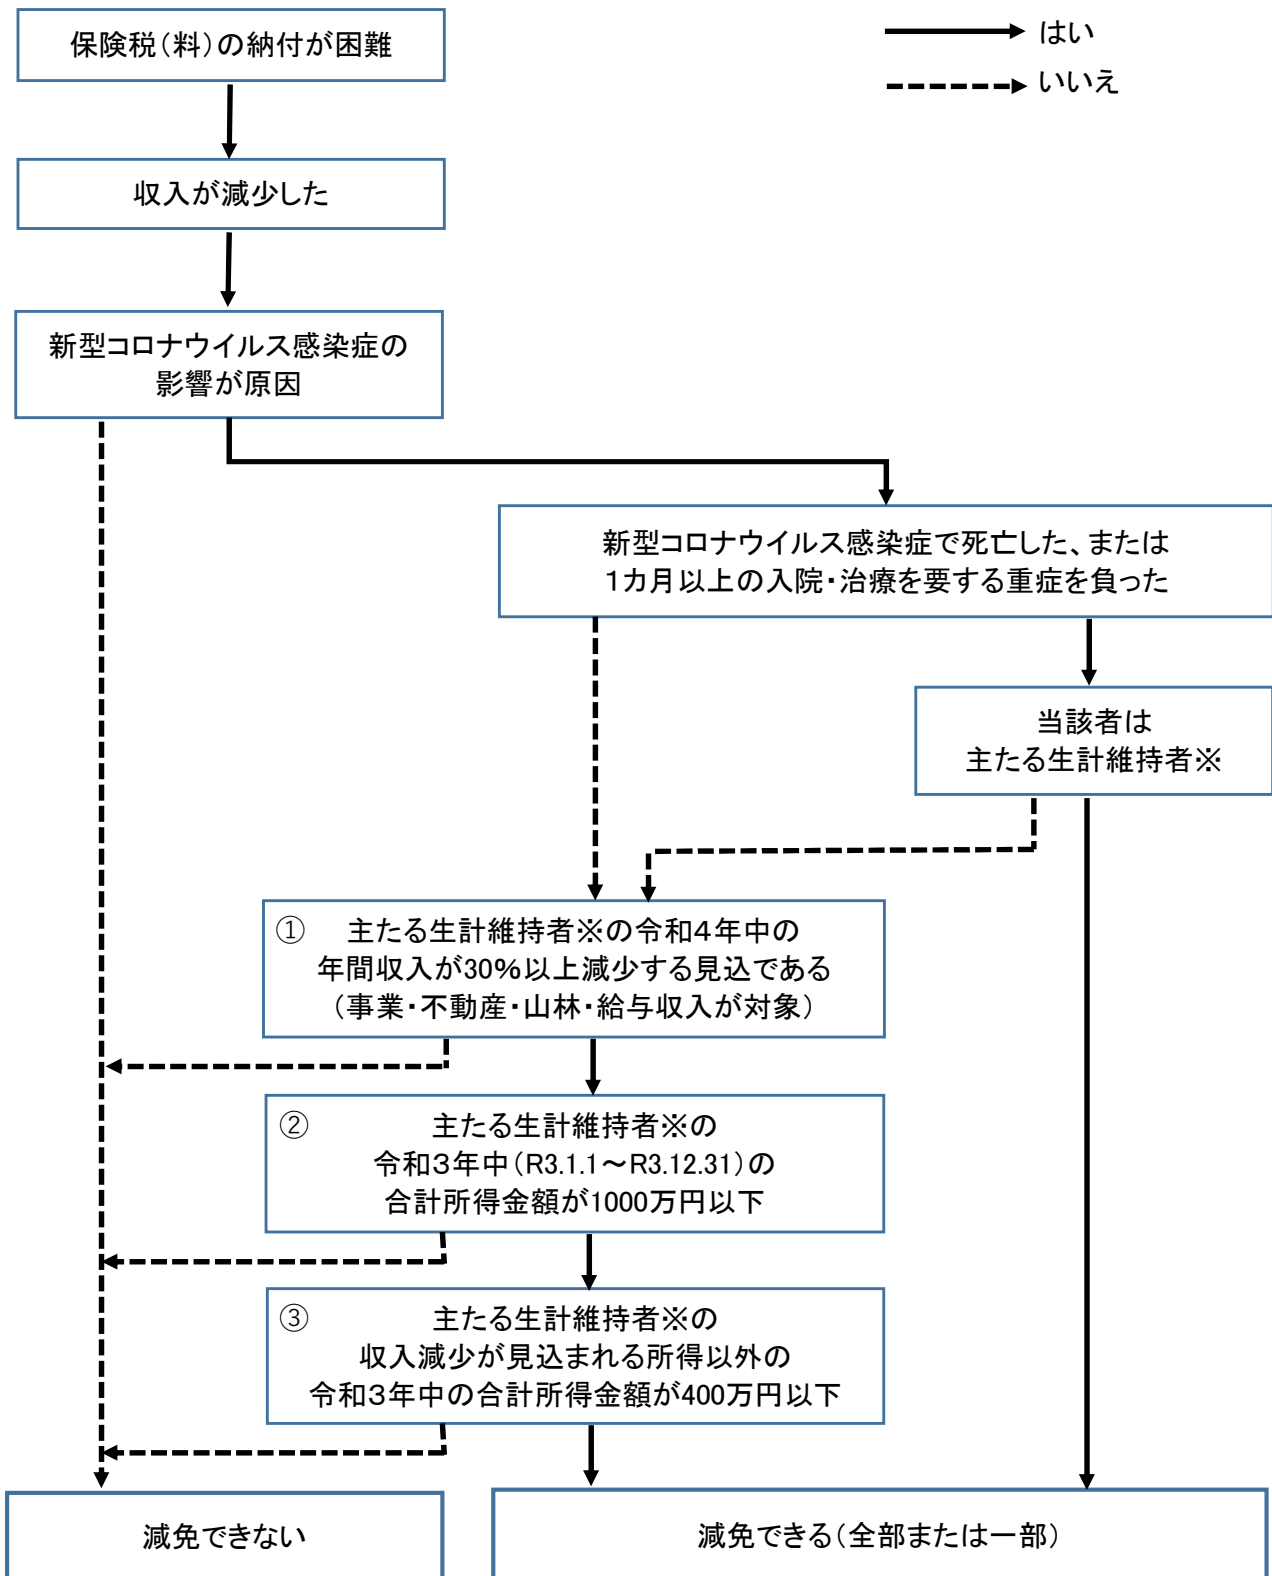 保険税（料）の納付が困難
はい
いいえ
収入が減少した
新型コロナウイルス感染症の
影響が原因
新型コロナウイルス感染症で死亡した、または
１カ月以上の入院・治療を要する重症を負った
当該者は
主たる生計維持者※
① 主たる生計維持者※の令和４年中の
年間収入が30％以上減少する見込である
（事業・不動産・山林・給与収入が対象）
② 主たる生計維持者※の
令和３年中（R3.1.1～R3.12.31）の
合計所得金額が1000万円以下
③ 主たる生計維持者※の
収入減少が見込まれる所得以外の
令和３年中の合計所得金額が400万円以下
減免できない
減免できる（全部または一部）